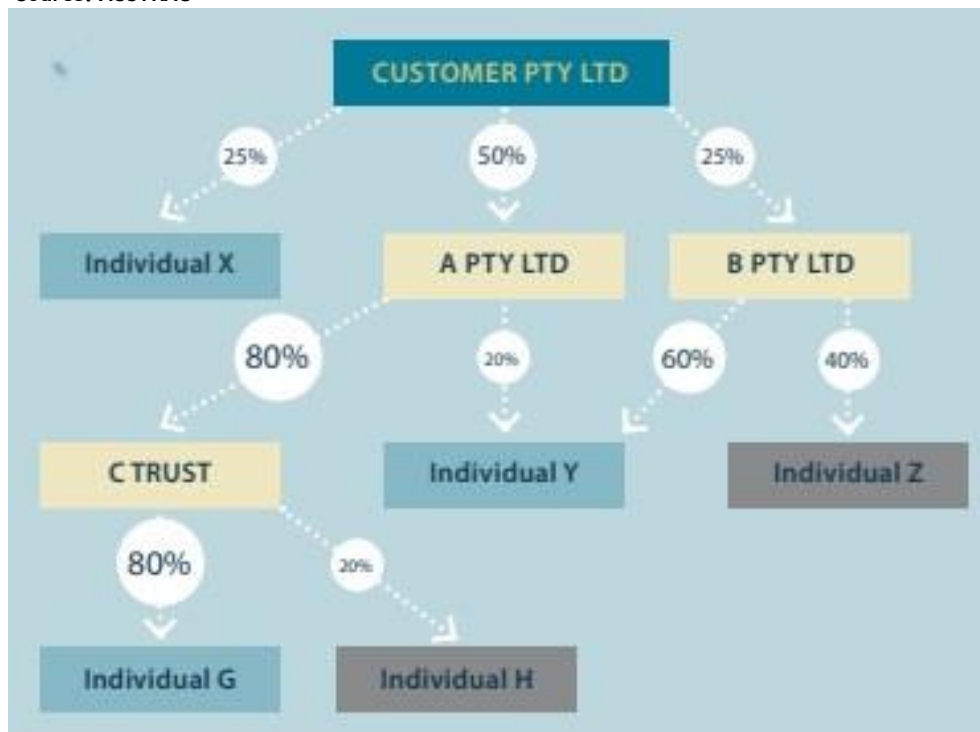 CUSTOMER PTY LTD
25%
50%
25%
Individual X
A PTY LTD
B PTY LTD
80%
20%
60%
40%
C TRUST
Individual Y
Individual Z
80%
20%
Individual G
Individual H